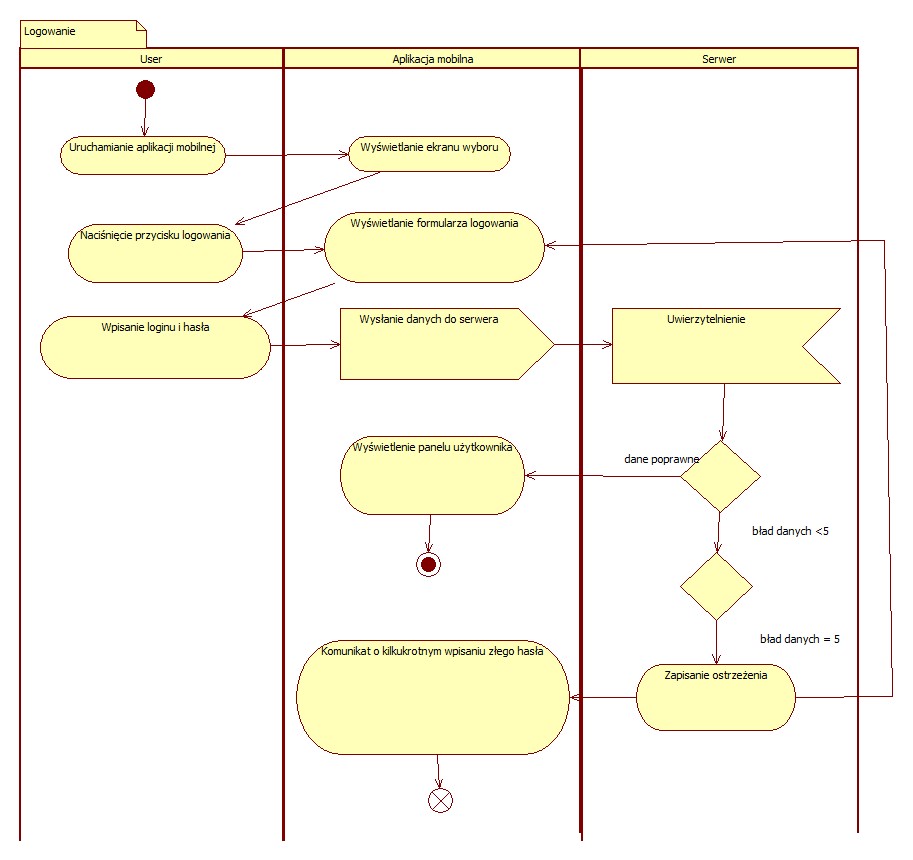 Logowanie
User
Aplikacja mobilna
Serwer
Uruchamianie aplikacji mobilnej
Wyświetlanie ekranu wyboru
Naciśnięcie przycisku logowania
Wyświetlanie formularza logowania
Wpisanie loginu i hasła
Wysłanie danych do serwera
Uwierzytelnienie
Wyświetlenie panelu użytkownika
dane poprawne
bład danych <5
bład danych = 5
Komunikat o kilkukrotnym wpisaniu złego hasła
Zapisanie ostrzeżenia